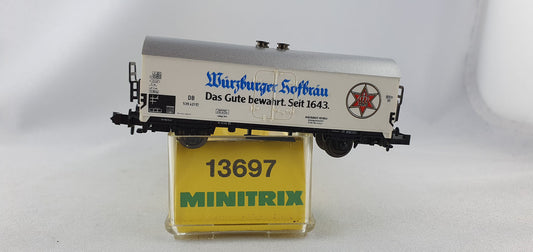 Würzburger Hofbräu
Das Gute bewahrt. Seit 1643.
DB
13697
MINITRIX